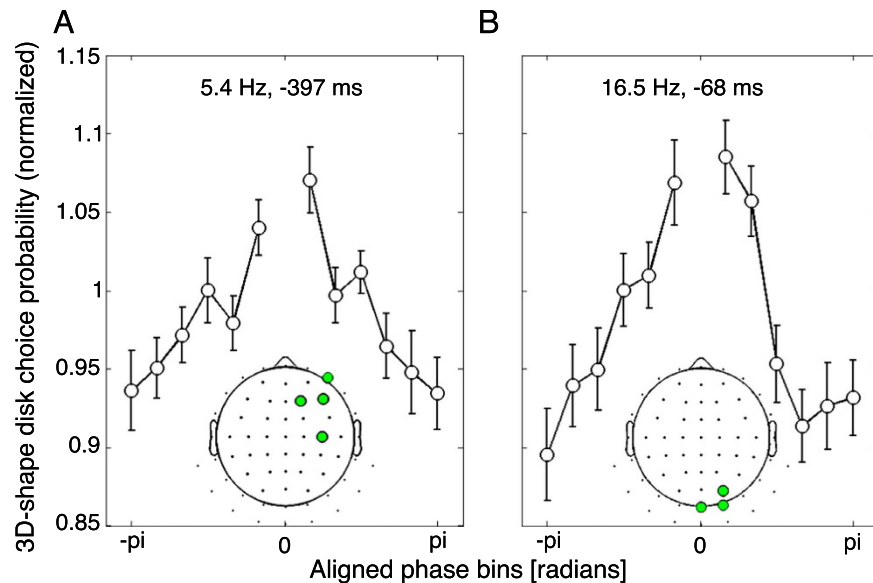 A
B
3D-shape disk choice probability (normalized)
1.15
1.1
1.05
1
0.95
0.9
0.85
5.4 Hz, -397 ms
16.5 Hz, -68 ms
-pi
0
pi
-pi
0
pi
Aligned phase bins [radians]